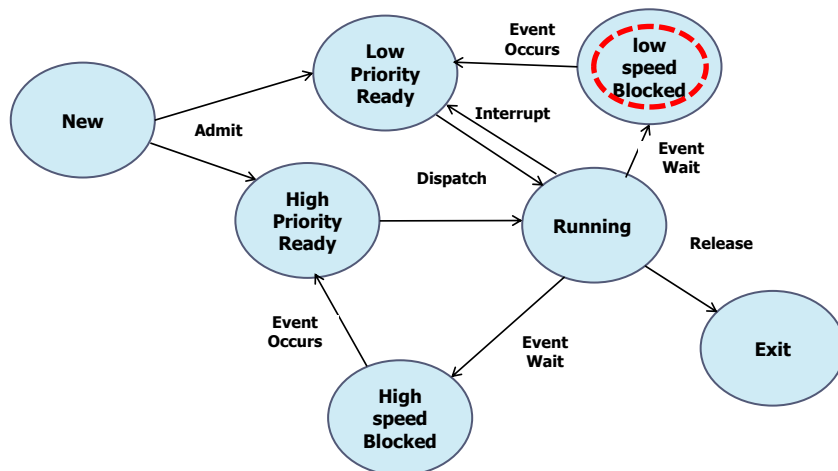 Event
Occurs
low
speed
Blocked
Low
Priority
Ready
New
Admit
Interrupt
Event
Wait
Dispatch
High
Priority
Ready
Running
Release
Event
Occurs
Event
Wait
Exit
High
speed
Blocked